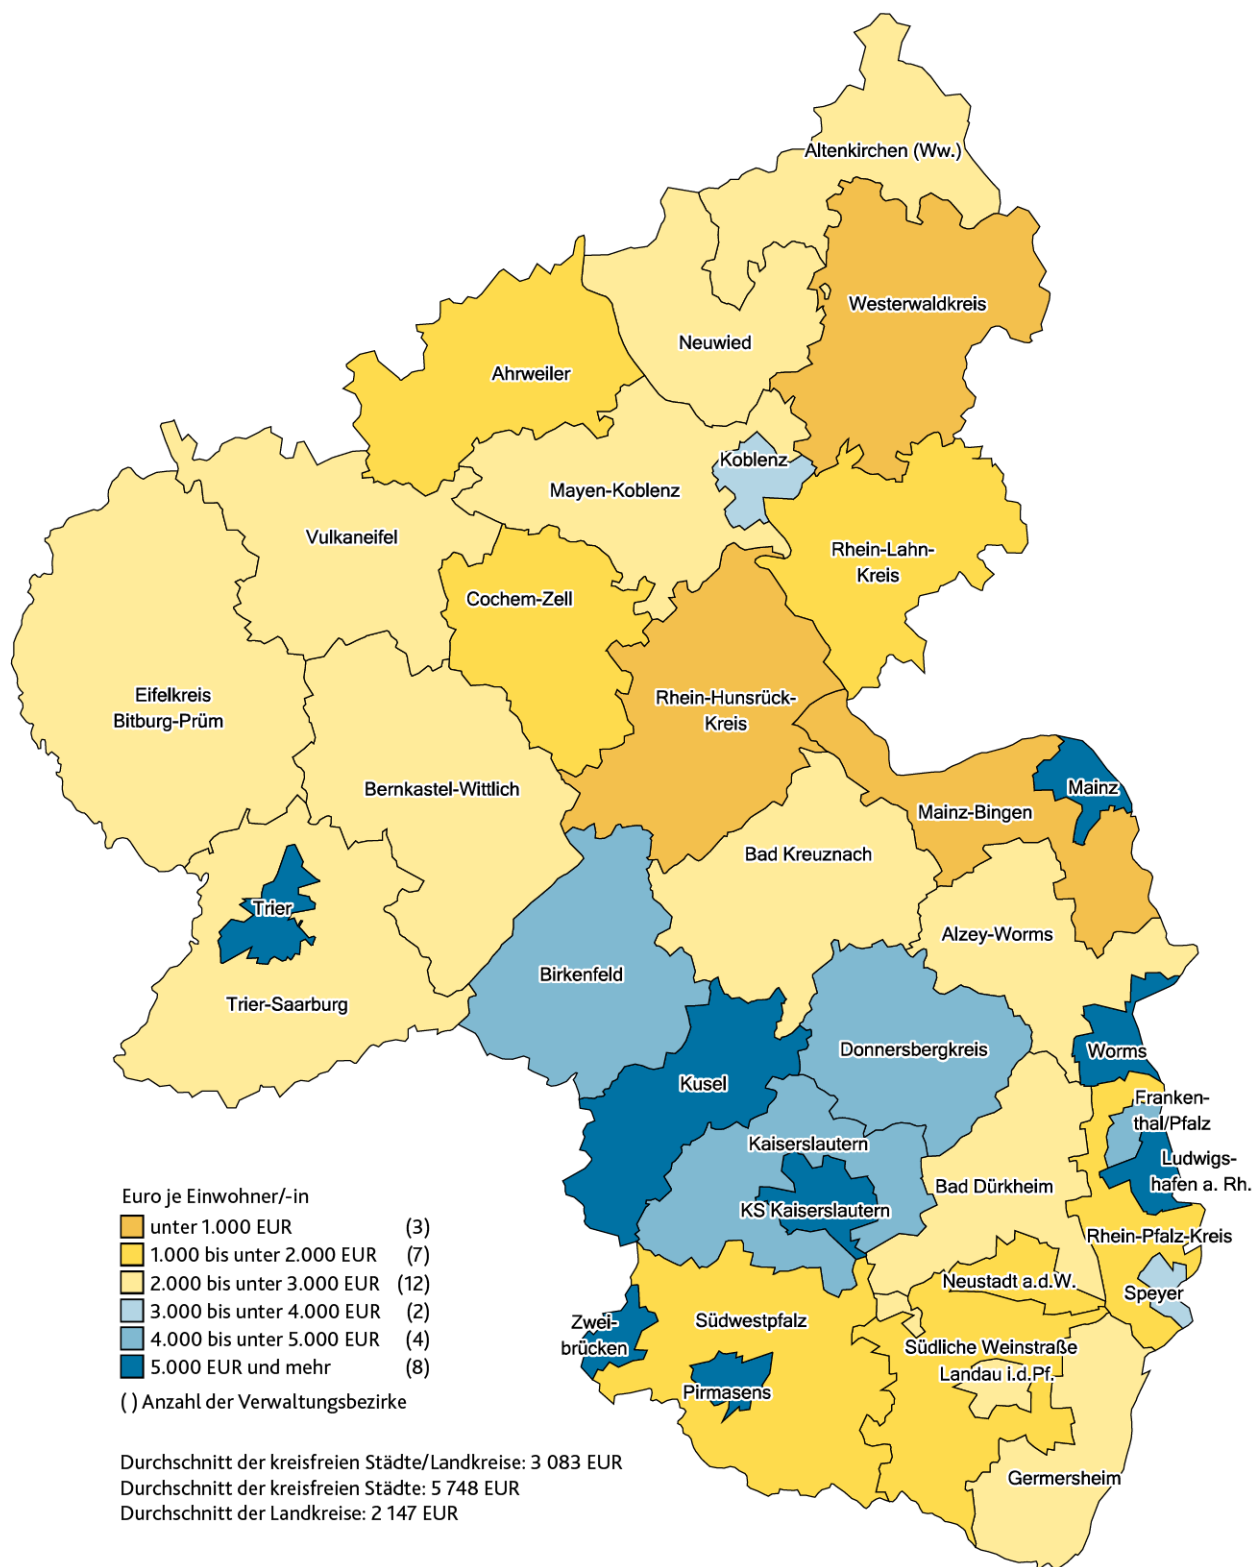 Altenkirchen (Ww.)
Westerwaldkreis
Neuwied
Ahrweiler
Koblenz
Mayen-Koblenz
Vulkaneifel
Rhein-Lahn-
Kreis
Cochem-Zell
Eifelkreis
Bitburg-Prüm
Rhein-Hunsrück-
Kreis
Bernkastel-Wittlich
Mainz
Mainz-Bingen
Bad Kreuznach
Trier
Alzey-Worms
Birkenfeld
Trier-Saarburg
Donnersbergkreis
Worms
Kusel
Franken-
thal/Pfalz
Kaiserslautern
Ludwigs-
hafen a. Rh.
Bad Dürkheim
KS Kaiserslautern
Rhein-Pfalz-Kreis
Neustadt a.d.W.
Speyer
Südwestpfalz
Zwei-
brücken
Südliche Weinstraße
Landau i.d.Pf.
Pirmasens
Germersheim
Euro je Einwohner/-in
unter 1.000 EUR (3)
1.000 bis unter 2.000 EUR (7)
2.000 bis unter 3.000 EUR (12)
3.000 bis unter 4.000 EUR (2)
4.000 bis unter 5.000 EUR (4)
5.000 EUR und mehr (8)
( ) Anzahl der Verwaltungsbezirke
Durchschnitt der kreisfreien Städte/Landkreise: 3 083 EUR
Durchschnitt der kreisfreien Städte: 5 748 EUR
Durchschnitt der Landkreise: 2 147 EUR